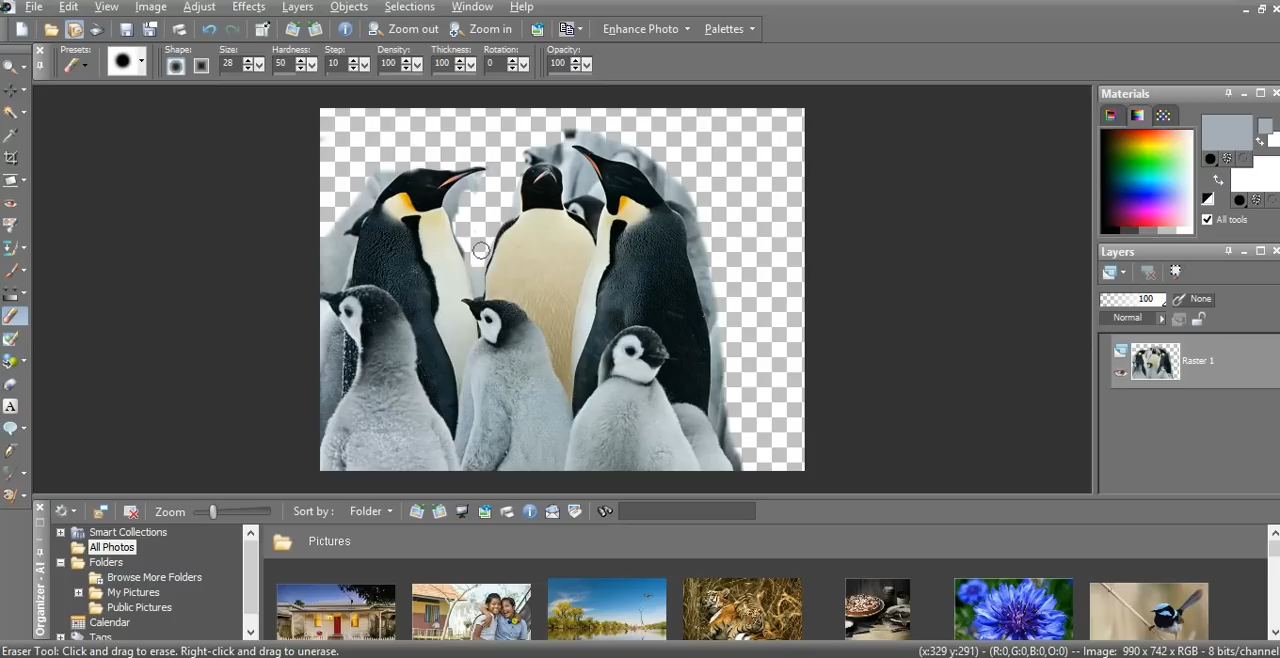 File Edit View Image Adjust Effects Layers Objects Selections Window Help
Zoom out Zoom in Enhance Photo Palettes
Presets: Shape: Size: Hardness: Step: Density: Thickness: Rotation: Opacity:
28 50 10 100 100 0 100
Materials
All tools
Layers
100 None
Normal
Raster 1
Zoom Sort by: Folder
Smart Collections
All Photos
Folders
Browse More Folders
My Pictures
Public Pictures
Calendar
Tags
Pictures
Eraser Tool: Click and drag to erase. Right-click and drag to unerase.
(x:329 y:291) - (R:0,G:0,B:0,O:0) -- Image: 990 x 742 x RGB - 8 bits/channel